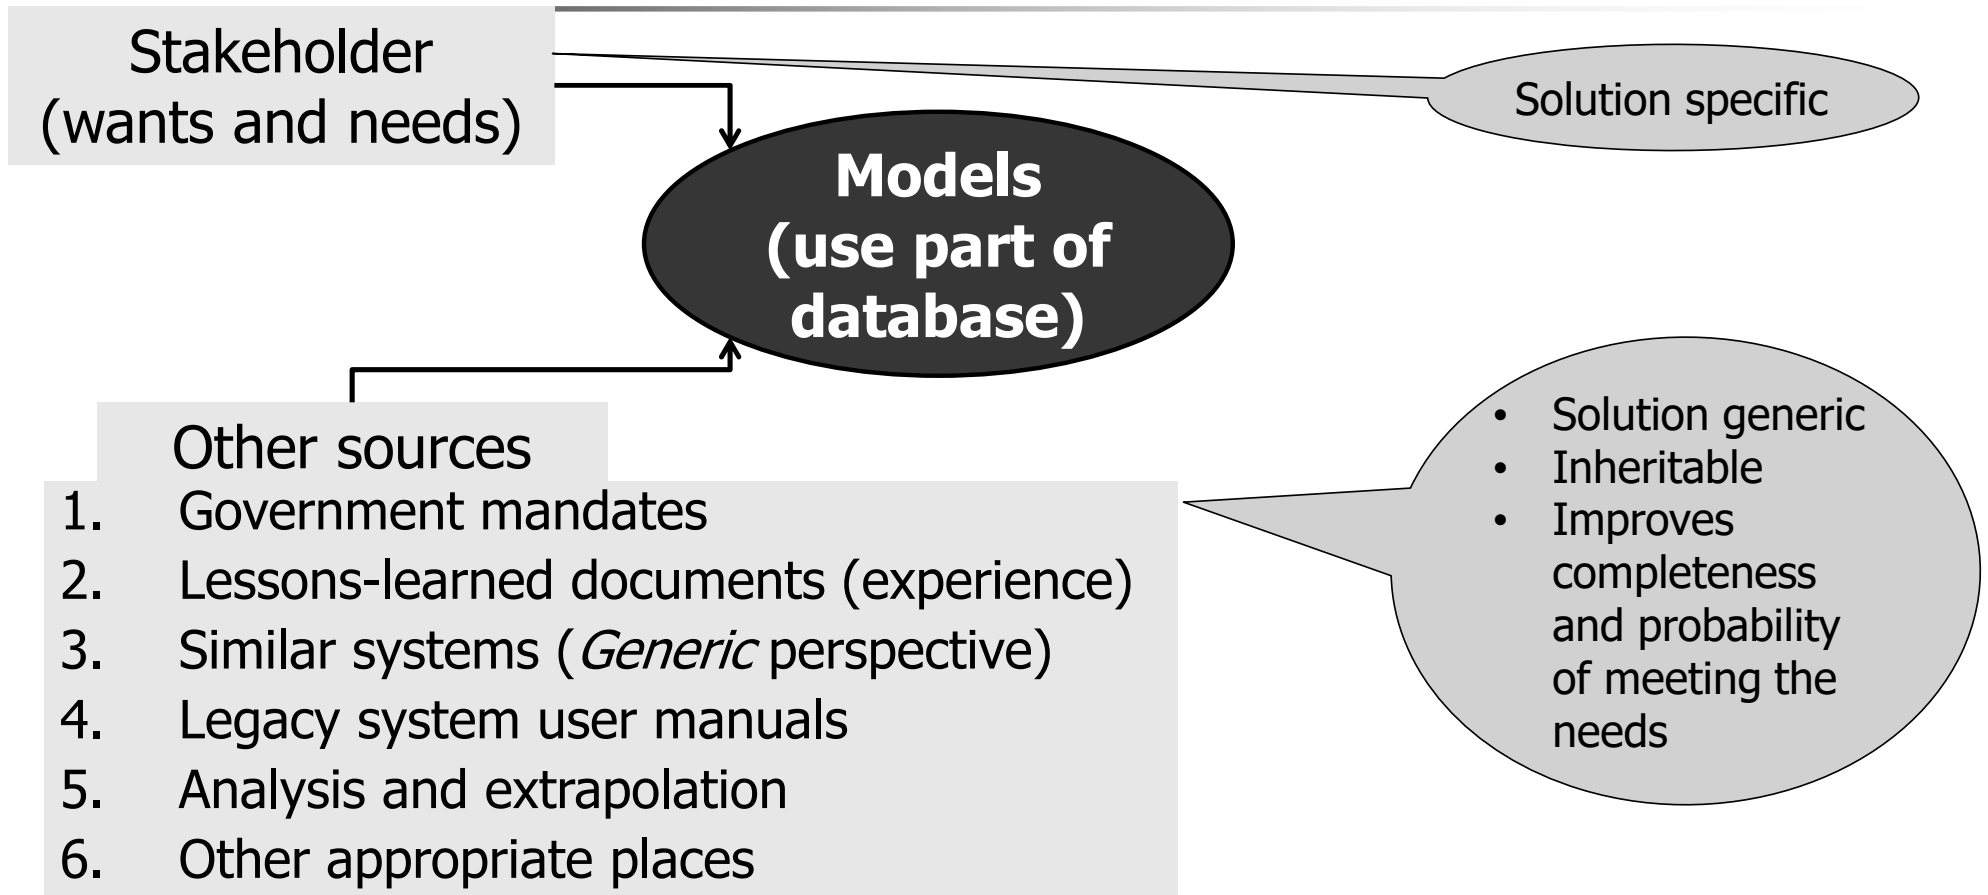 Stakeholder
(wants and needs)
Solution specific
Models
(use part of
database)
Other sources
1. Government mandates
2. Lessons-learned documents (experience)
3. Similar systems (Generic perspective)
4. Legacy system user manuals
5. Analysis and extrapolation
6. Other appropriate places
• Solution generic
• Inheritable
• Improves
completeness
and probability
of meeting the
needs